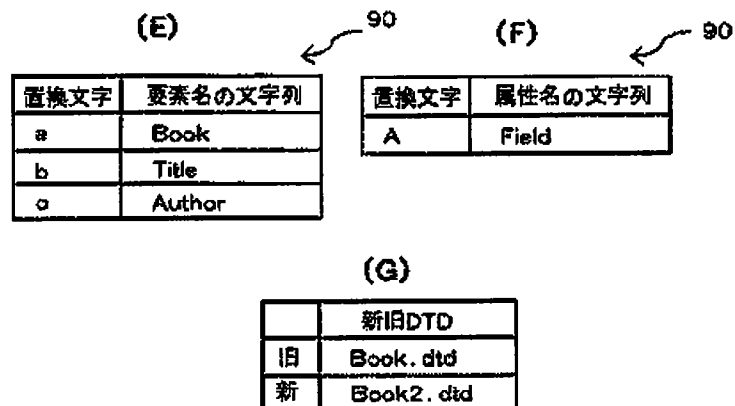 (E)
90
置換文字 要素名の文字列
a Book
b Title
c Author
(F)
90
置換文字 属性名の文字列
A Field
(G)
新旧DTD
旧 Book.dtd
新 Book2.dtd